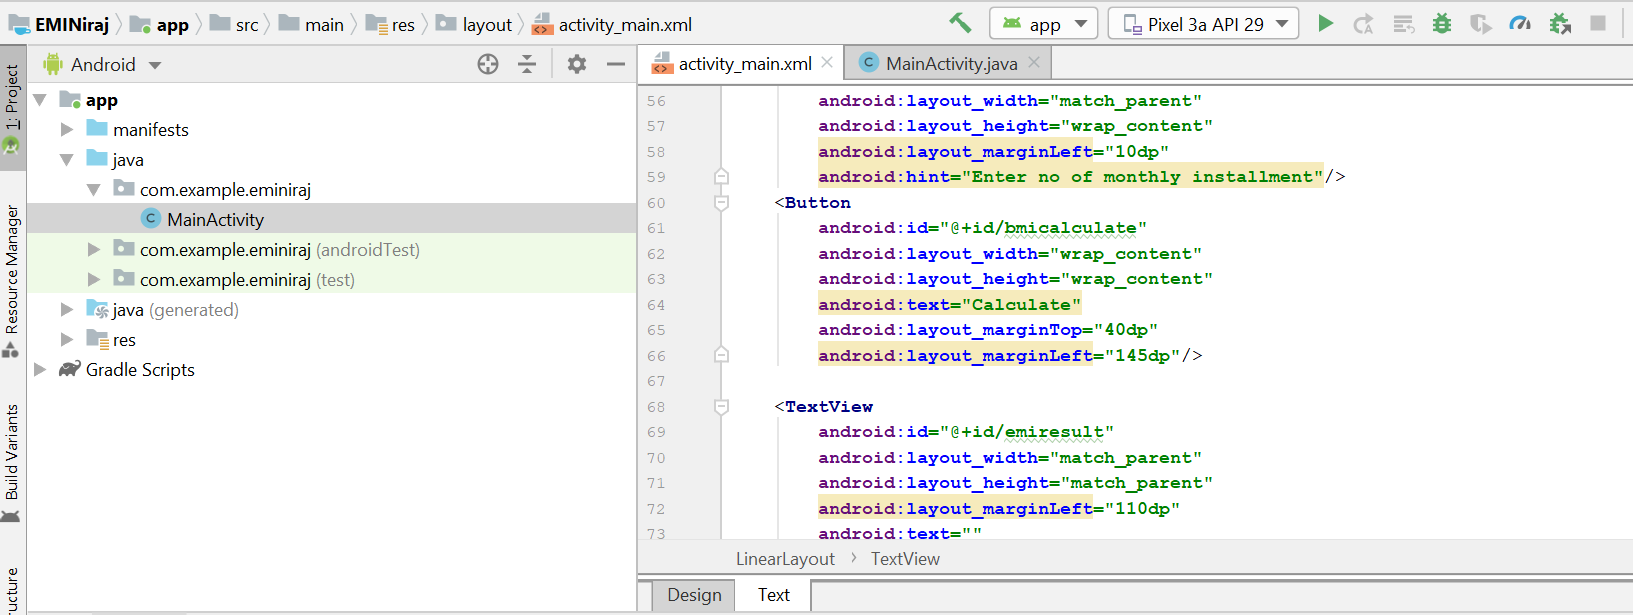 EMINiraj app src main res layout activity_main.xml app Pixel 3a API 29
1: Project
Resource Manager
Build Variants
Android
app
manifests
java
com.example.eminiraj
MainActivity
com.example.eminiraj (androidTest)
com.example.eminiraj (test)
java (generated)
res
Gradle Scripts
activity_main.xml MainActivity.java
56 android:layout_width="match_parent"
57 android:layout_height="wrap_content"
58 android:layout_marginLeft="10dp"
59 android:hint="Enter no of monthly installment"/>
60 <Button
61 android:id="@+id/bmicalculate"
62 android:layout_width="wrap_content"
63 android:layout_height="wrap_content"
64 android:text="Calculate"
65 android:layout_marginTop="40dp"
66 android:layout_marginLeft="145dp"/>
67
68 <TextView
69 android:id="@+id/emiresult"
70 android:layout_width="match_parent"
71 android:layout_height="match_parent"
72 android:layout_marginLeft="110dp"
73 android:text=""
LinearLayout TextView
Design Text